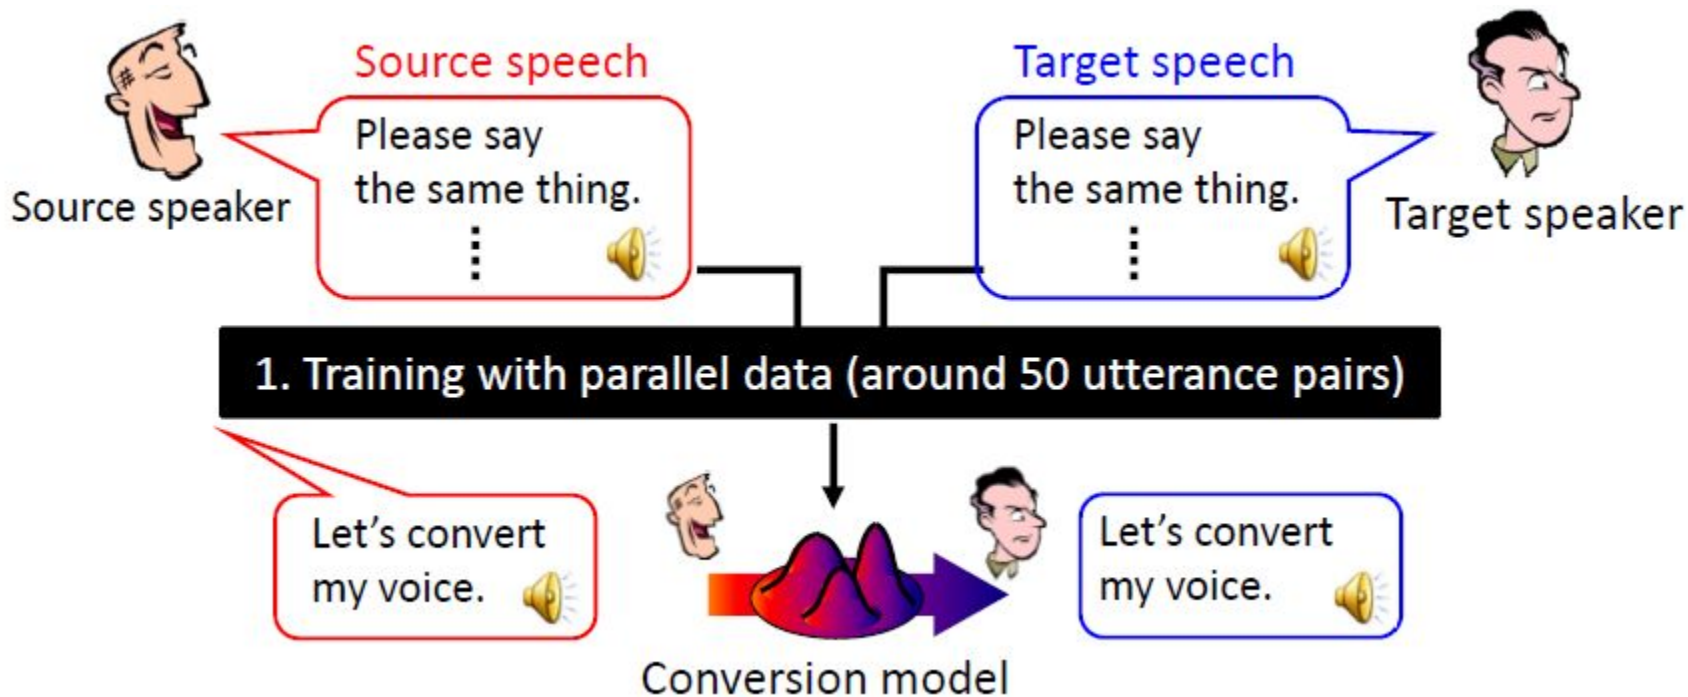 Source speech
Please say
the same thing.
Source speaker
Target speech
Please say
the same thing.
Target speaker
1. Training with parallel data (around 50 utterance pairs)
Let’s convert
my voice.
Let’s convert
my voice.
Conversion model